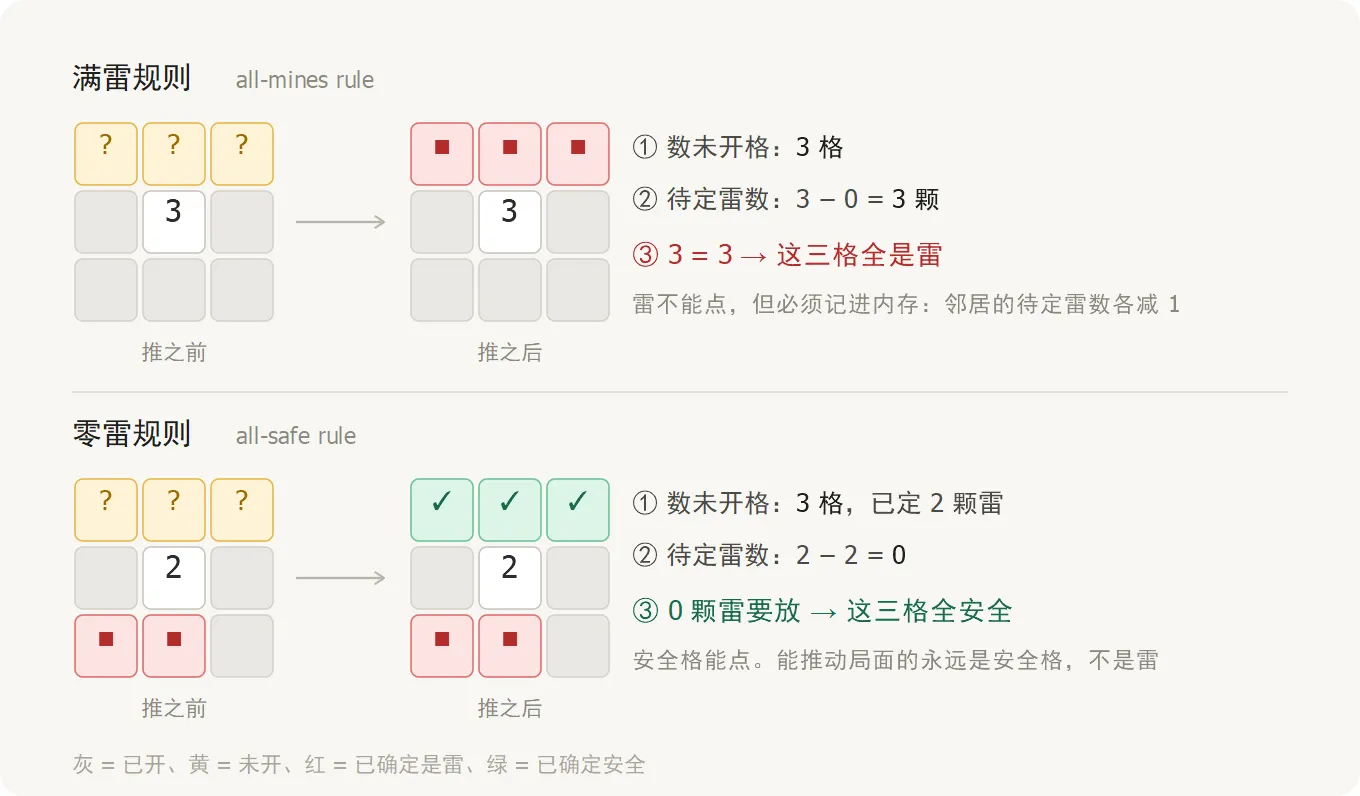 满雷规则 all-mines rule
? ? ?
3
3
① 数未开格：3 格
② 待定雷数：3 − 0 = 3 颗
③ 3 = 3 → 这三格全是雷
雷不能点，但必须记进内存：邻居的待定雷数各减 1
推之前
推之后
零雷规则 all-safe rule
? ? ?
✓ ✓ ✓
2
2
① 数未开格：3 格，已定 2 颗雷
② 待定雷数：2 − 2 = 0
③ 0 颗雷要放 → 这三格全安全
安全格能点。能推动局面的永远是安全格，不是雷
推之前
推之后
灰 = 已开、黄 = 未开、红 = 已确定是雷、绿 = 已确定安全